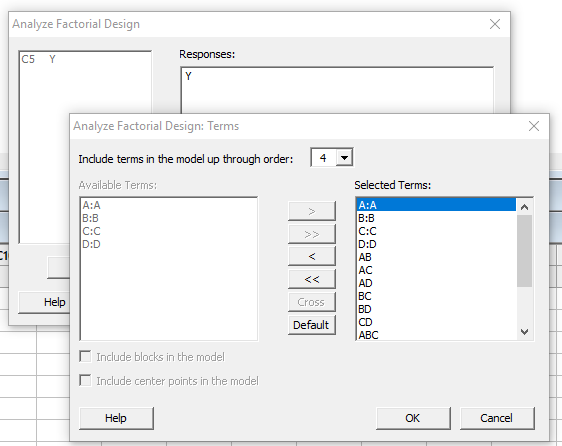 Analyze Factorial Design
C5 Y
Responses:
Y
Analyze Factorial Design: Terms
Include terms in the model up through order:
4
Available Terms:
A:A
B:B
C:C
D:D
>
>>
<
<<
Cross
Default
Selected Terms:
A:A
B:B
C:C
D:D
AB
AC
AD
BC
BD
CD
ABC
Include blocks in the model
Include center points in the model
Help
OK
Cancel
Help